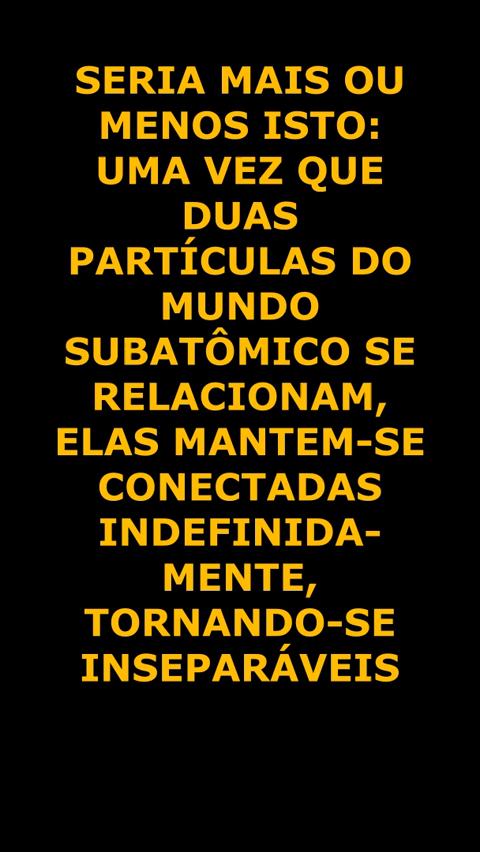 SERIA MAIS OU
MENOS ISTO:
UMA VEZ QUE
DUAS
PARTÍCULAS DO
MUNDO
SUBATÔMICO SE
RELACIONAM,
ELAS MANTEM-SE
CONECTADAS
INDEFINIDA-
MENTE,
TORNANDO-SE
INSEPARÁVEIS